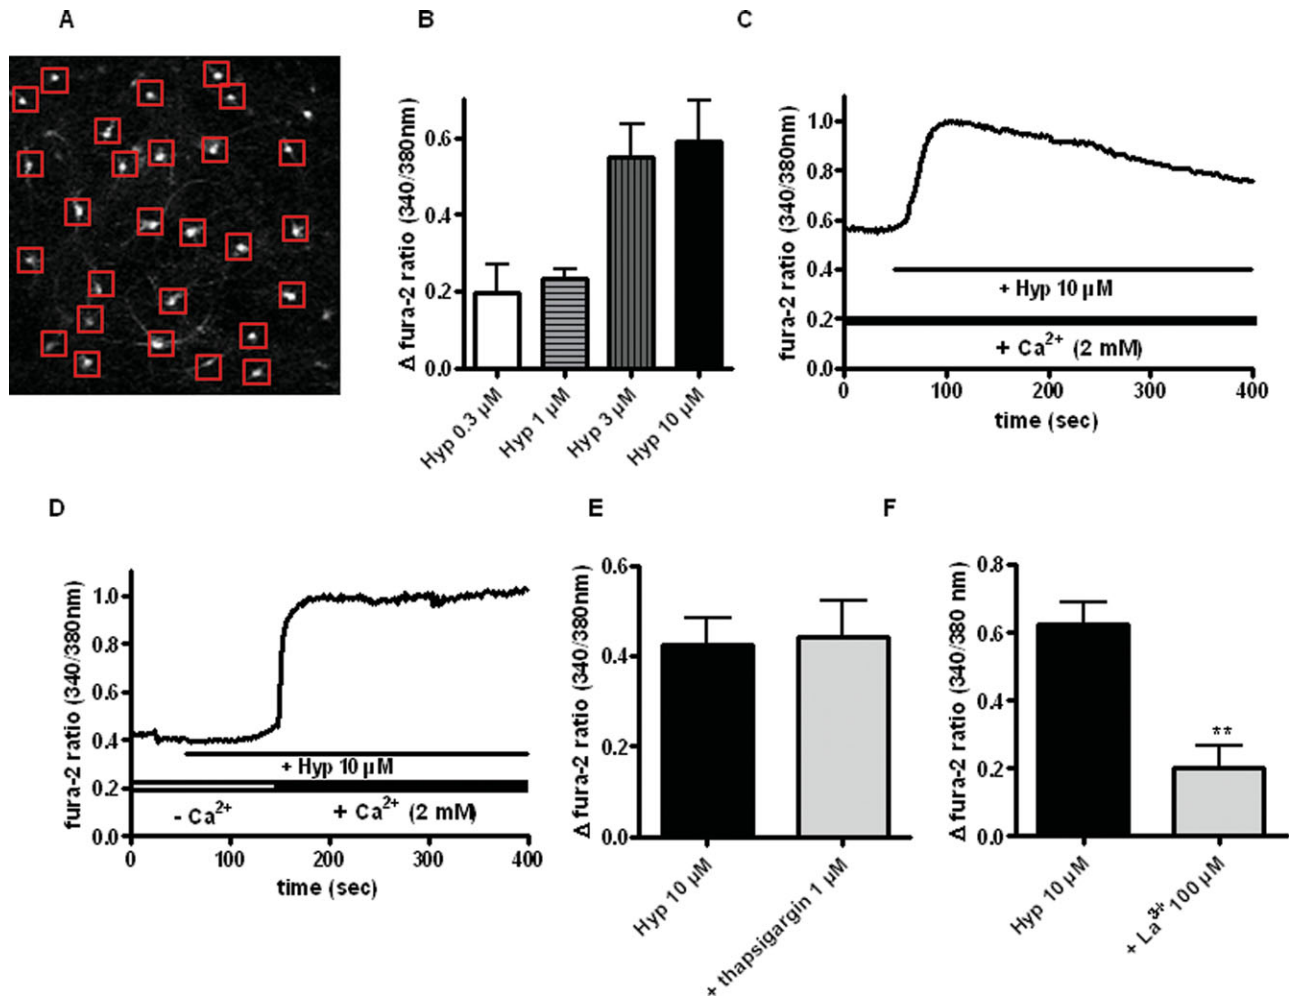 A
B
C
Δ fura-2 ratio (340/380nm)
0.6
0.4
0.2
0.0
Hyp 0.3 μM
Hyp 1 μM
Hyp 3 μM
Hyp 10 μM
fura-2 ratio (340/380nm)
1.0
0.8
0.6
0.4
0.2
0.0
+ Hyp 10 μM
+ Ca²⁺ (2 mM)
0
100
200
300
400
time (sec)
D
E
F
fura-2 ratio (340/380nm)
1.0
0.8
0.6
0.4
0.2
0.0
+ Hyp 10 μM
- Ca²⁺
+ Ca²⁺ (2 mM)
0
100
200
300
400
time (sec)
Δ fura-2 ratio (340/380nm)
0.6
0.4
0.2
0.0
Hyp 10 μM
+ thapsigargin 1 μM
Δ fura-2 ratio (340/380 nm)
0.8
0.6
0.4
0.2
0.0
**
Hyp 10 μM
+ La³⁺ 100 μM